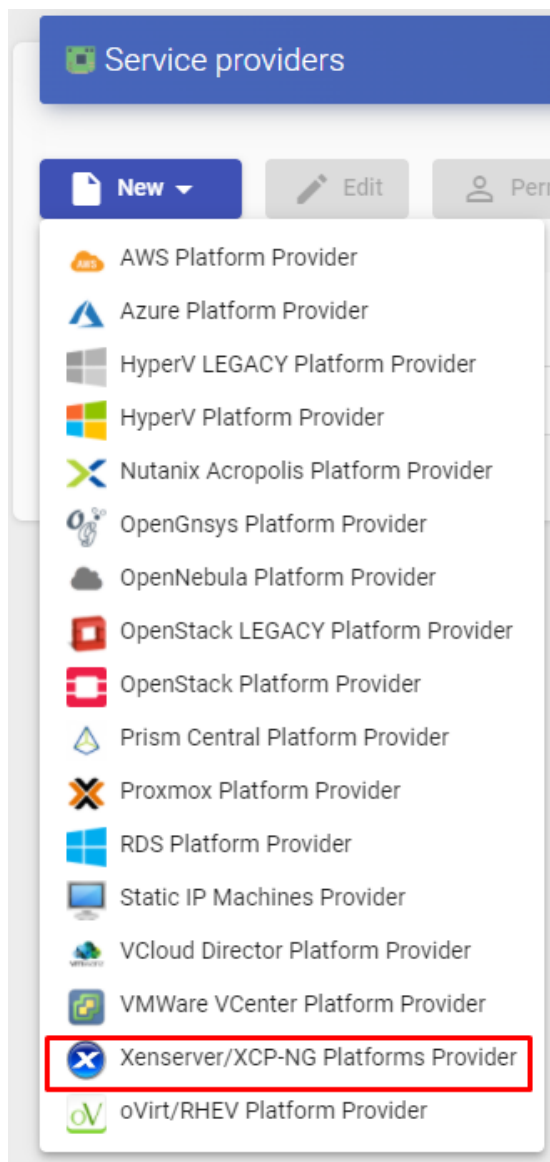 Service providers
New
Edit
AWS Platform Provider
Azure Platform Provider
HyperV LEGACY Platform Provider
HyperV Platform Provider
Nutanix Acropolis Platform Provider
OpenGnsys Platform Provider
OpenNebula Platform Provider
OpenStack LEGACY Platform Provider
OpenStack Platform Provider
Prism Central Platform Provider
Proxmox Platform Provider
RDS Platform Provider
Static IP Machines Provider
VCloud Director Platform Provider
VMWare VCenter Platform Provider
Xenserver/XCP-NG Platforms Provider
oVirt/RHEV Platform Provider